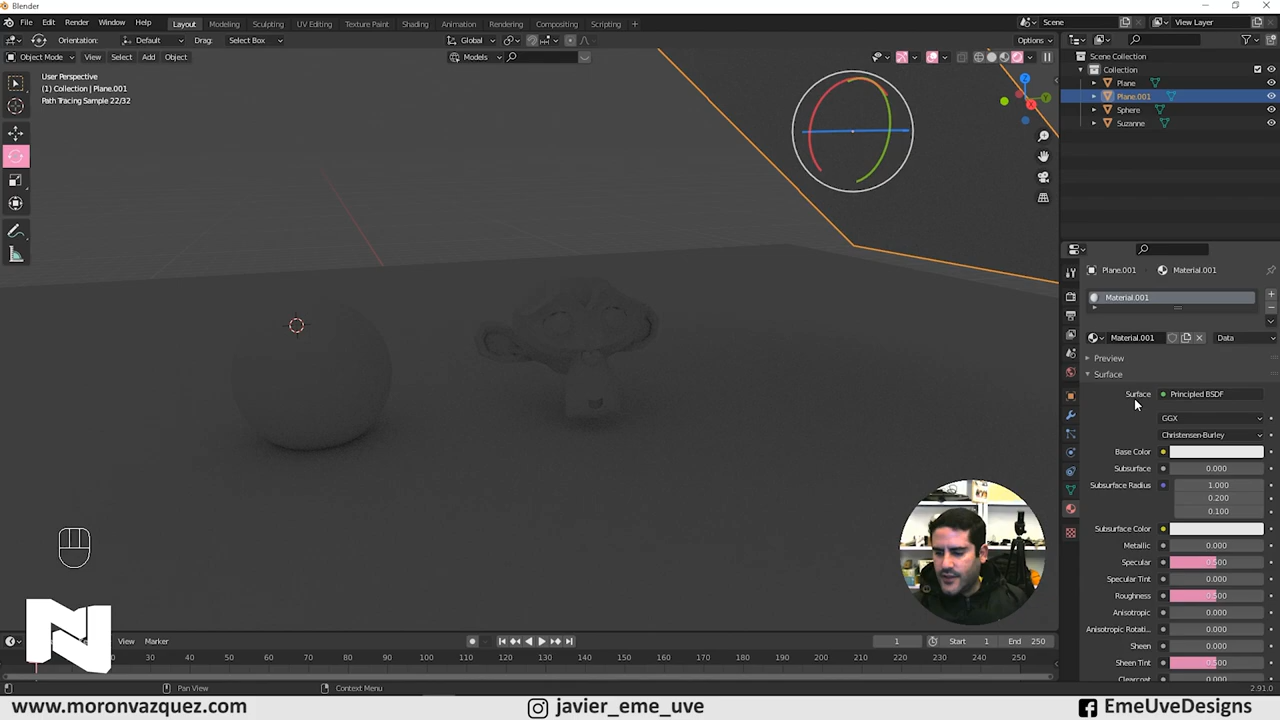 Blender
File Edit Render Window Help
Layout Modeling Sculpting UV Editing Texture Paint Shading Animation Rendering Compositing Scripting +
Scene View Layer
Orientation: Default Drag: Select Box Global Options
Object Mode View Select Add Object Models
User Perspective
(1) Collection | Plane.001
Path Tracing Sample 22/32
Scene Collection
Collection
Plane
Plane.001
Sphere
Suzanne
Plane.001 Material.001
Material.001
Material.001 Data
Preview
Surface
Surface Principled BSDF
GGX
Christensen-Burley
Base Color
Subsurface 0.000
Subsurface Radius 1.000
0.200
0.100
Subsurface Color
Metallic 0.000
Specular 0.500
Specular Tint 0.000
Roughness 0.500
Anisotropic 0.000
Anisotropic Rotati... 0.000
Sheen 0.000
Sheen Tint 0.500
Clearcoat 0.000
N
View Marker 1 Start 1 End 250
20 30 40 50 60 70 80 90 100 110 120 130 140 150 160 170 180 190 200 210 220 230 240 250
Pan View Context Menu 2.91.0
www.moronvazquez.com javier_eme_uve EmeUveDesigns